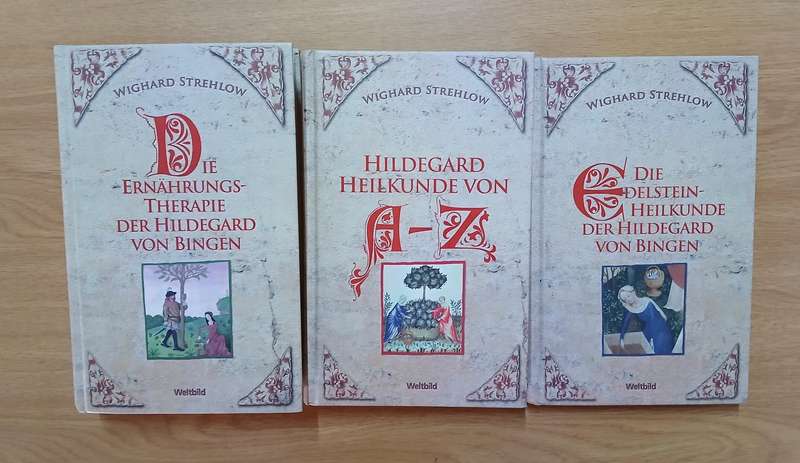 WIGHARD STREHLOW
DIE
ERNÄHRUNGS-
THERAPIE
DER HILDEGARD
VON BINGEN
Weltbild
WIGHARD STREHLOW
HILDEGARD
HEILKUNDE VON
A-Z
Weltbild
WIGHARD STREHLOW
DIE
EDELSTEIN-
HEILKUNDE
DER HILDEGARD
VON BINGEN
Weltbild